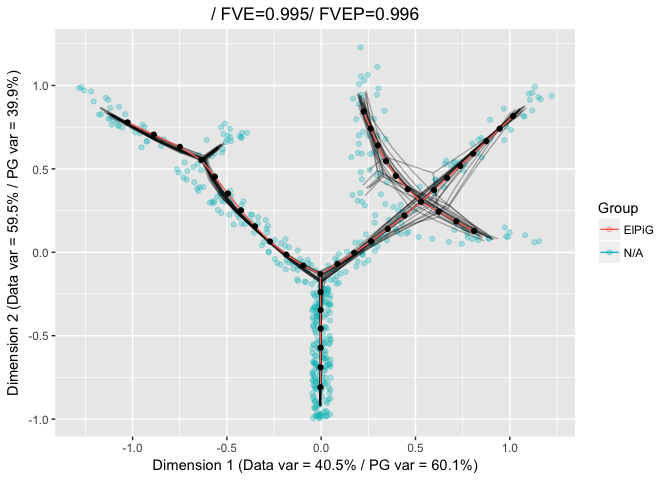 / FVE=0.995/ FVEP=0.996
Dimension 2 (Data var = 59.5% / PG var = 39.9%)
1.0
0.5
0.0
-0.5
-1.0
-1.0
-0.5
0.0
0.5
1.0
Dimension 1 (Data var = 40.5% / PG var = 60.1%)
Group
ElPiG
N/A